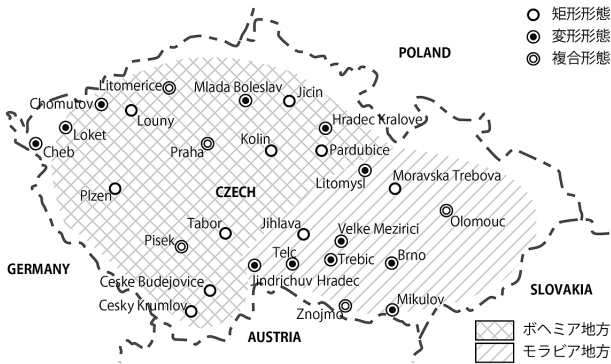 矩形形態
変形形態
複合形態
POLAND
Litomerice
Mlada Boleslav
Jicin
Chomutov
Louny
Loket
Hradec Kralove
Cheb
Praha
Kolin
Pardubice
Litomysl
Moravska Trebova
Plzen
CZECH
Olomouc
Tabor
Jihlava
Velke Mezirici
Pisek
Telc
Trebic
Brno
GERMANY
Jindrichuv Hradec
Ceske Budejovice
SLOVAKIA
Cesky Krumlov
Znojmo
Mikulov
AUSTRIA
ボヘミア地方
モラビア地方